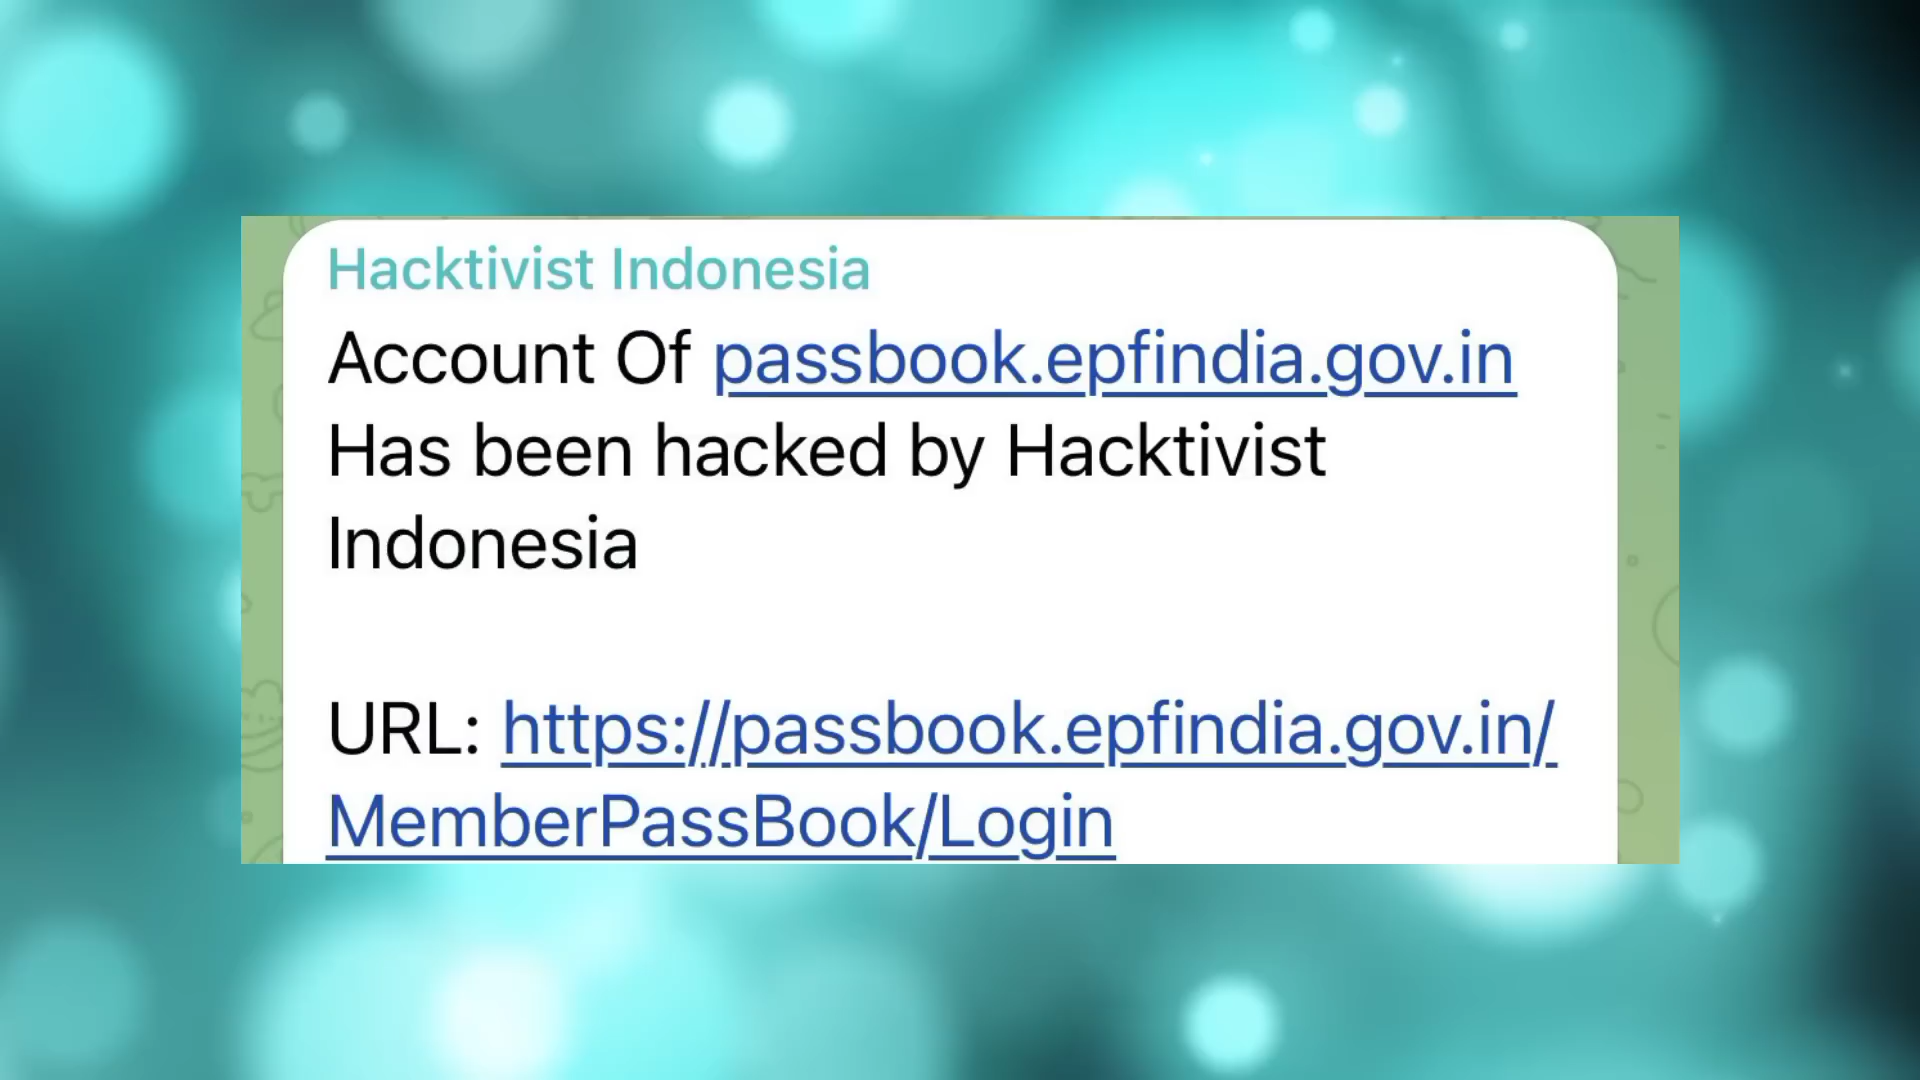 Hacktivist Indonesia
Account Of passbook.epfindia.gov.in
Has been hacked by Hacktivist
Indonesia
URL: https://passbook.epfindia.gov.in/
MemberPassBook/Login